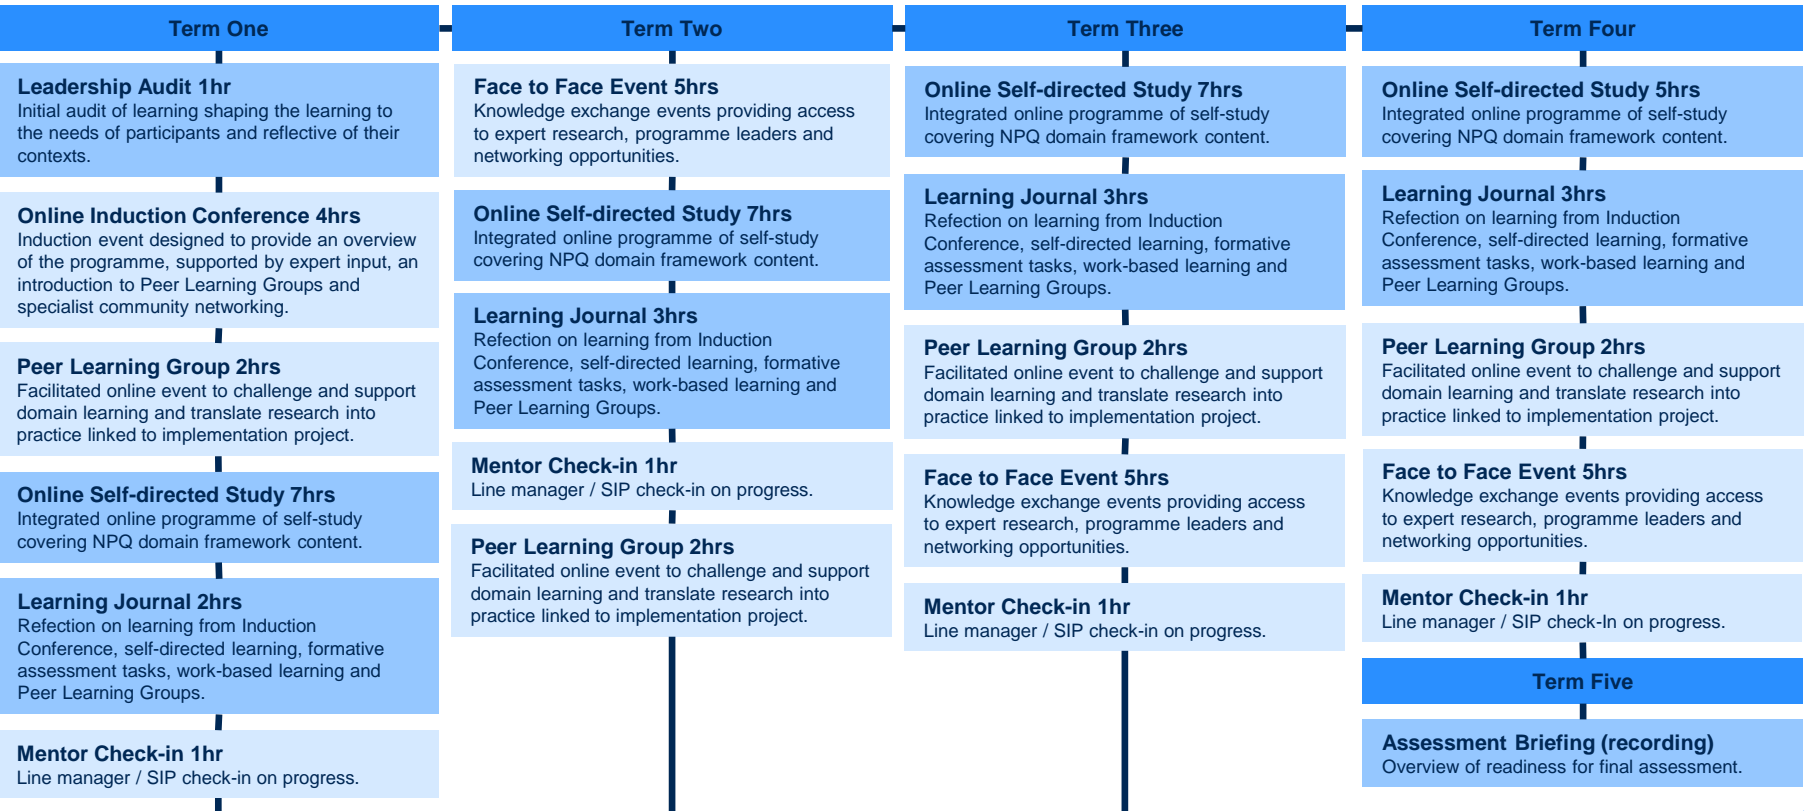 Term One
Leadership Audit 1hr
Initial audit of learning shaping the learning to
the needs of participants and reflective of their
contexts.
Online Induction Conference 4hrs
Induction event designed to provide an overview
of the programme, supported by expert input, an
introduction to Peer Learning Groups and
specialist community networking.
Peer Learning Group 2hrs
Facilitated online event to challenge and support
domain learning and translate research into
practice linked to implementation project.
Online Self-directed Study 7hrs
Integrated online programme of self-study
covering NPQ domain framework content.
Learning Journal 2hrs
Refection on learning from Induction
Conference, self-directed learning, formative
assessment tasks, work-based learning and
Peer Learning Groups.
Mentor Check-in 1hr
Line manager / SIP check-in on progress.
Term Two
Face to Face Event 5hrs
Knowledge exchange events providing access
to expert research, programme leaders and
networking opportunities.
Online Self-directed Study 7hrs
Integrated online programme of self-study
covering NPQ domain framework content.
Learning Journal 3hrs
Refection on learning from Induction
Conference, self-directed learning, formative
assessment tasks, work-based learning and
Peer Learning Groups.
Mentor Check-in 1hr
Line manager / SIP check-in on progress.
Peer Learning Group 2hrs
Facilitated online event to challenge and support
domain learning and translate research into
practice linked to implementation project.
Term Three
Online Self-directed Study 7hrs
Integrated online programme of self-study
covering NPQ domain framework content.
Learning Journal 3hrs
Refection on learning from Induction
Conference, self-directed learning, formative
assessment tasks, work-based learning and
Peer Learning Groups.
Peer Learning Group 2hrs
Facilitated online event to challenge and support
domain learning and translate research into
practice linked to implementation project.
Face to Face Event 5hrs
Knowledge exchange events providing access
to expert research, programme leaders and
networking opportunities.
Mentor Check-in 1hr
Line manager / SIP check-in on progress.
Term Four
Online Self-directed Study 5hrs
Integrated online programme of self-study
covering NPQ domain framework content.
Learning Journal 3hrs
Refection on learning from Induction
Conference, self-directed learning, formative
assessment tasks, work-based learning and
Peer Learning Groups.
Peer Learning Group 2hrs
Facilitated online event to challenge and support
domain learning and translate research into
practice linked to implementation project.
Face to Face Event 5hrs
Knowledge exchange events providing access
to expert research, programme leaders and
networking opportunities.
Mentor Check-in 1hr
Line manager / SIP check-In on progress.
Term Five
Assessment Briefing (recording)
Overview of readiness for final assessment.